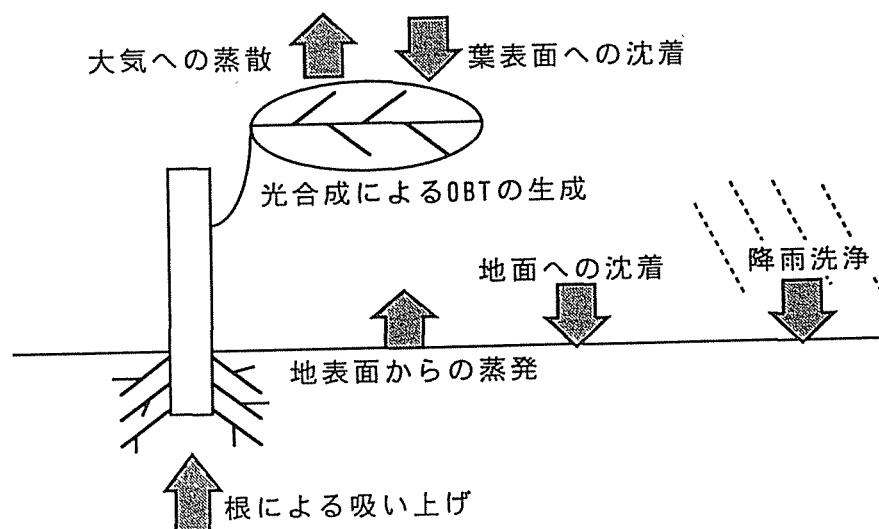 大気への蒸散
葉表面への沈着
光合成によるOBTの生成
降雨洗浄
地面への沈着
地表面からの蒸発
根による吸い上げ